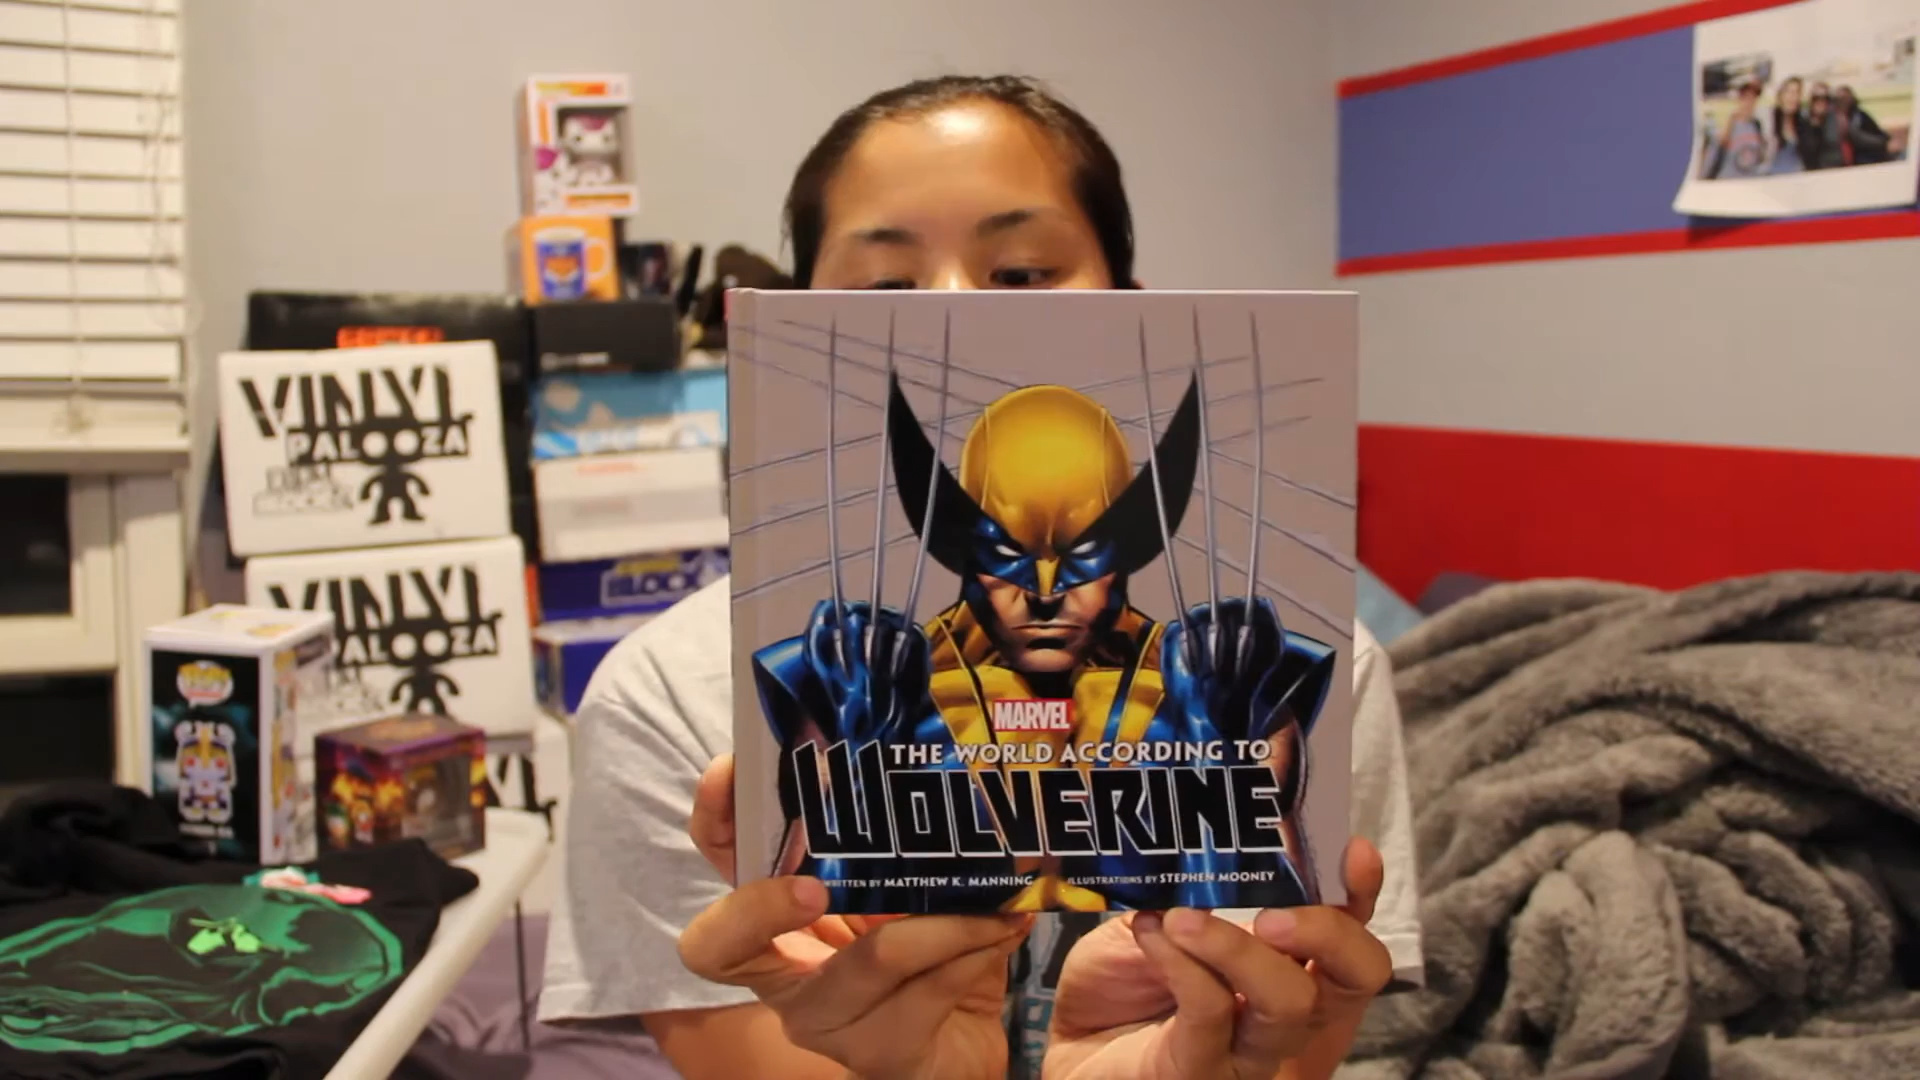 VINYL
PALOOZA
VINYL
PALOOZA
MARVEL
THE WORLD ACCORDING TO
WOLVERINE
WRITTEN BY MATTHEW K. MANNING
ILLUSTRATIONS BY STEPHEN MOONEY